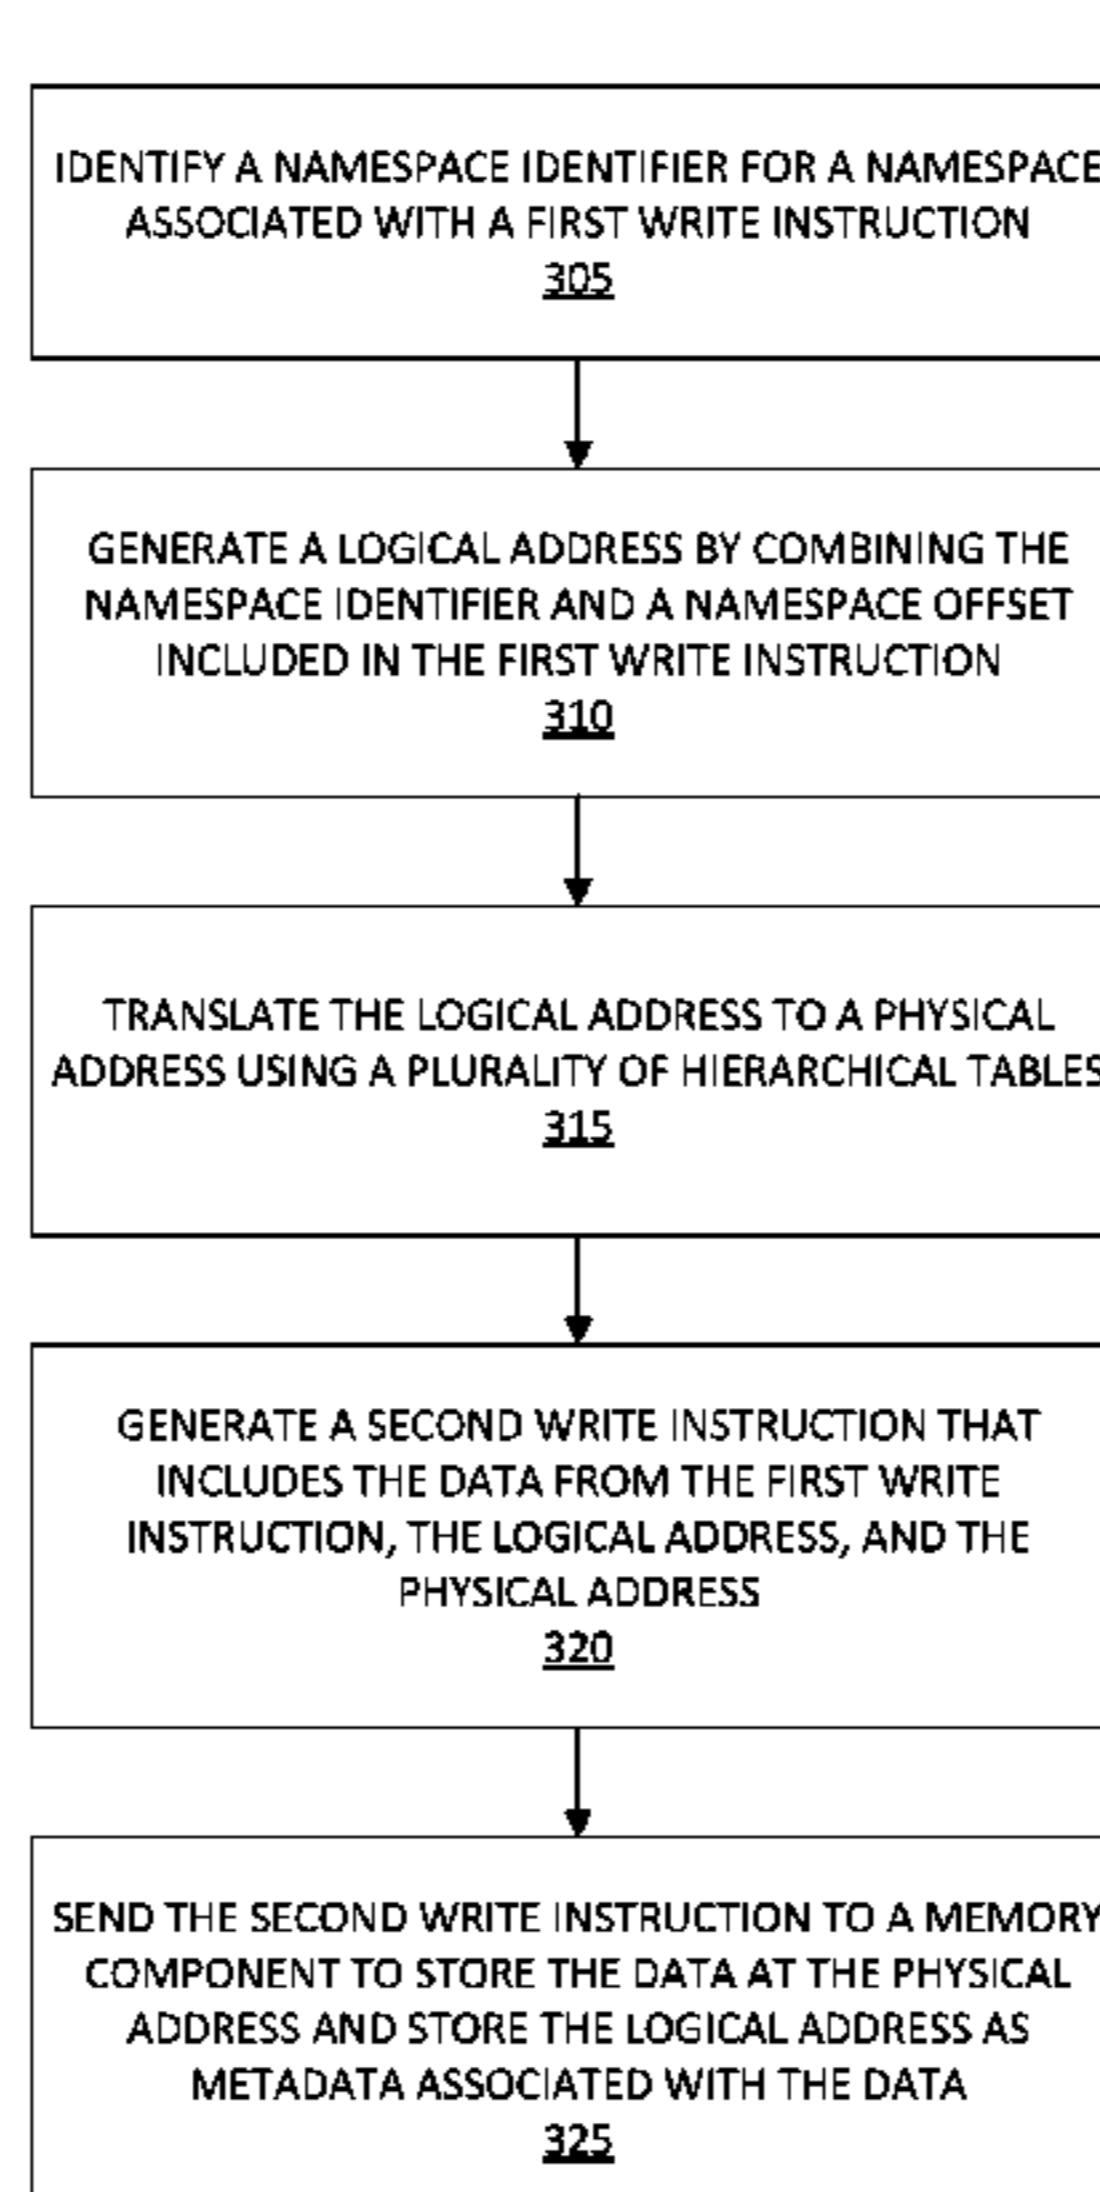 IDENTIFY A NAMESPACE IDENTIFIER FOR A NAMESPACE
ASSOCIATED WITH A FIRST WRITE INSTRUCTION
305
GENERATE A LOGICAL ADDRESS BY COMBINING THE
NAMESPACE IDENTIFIER AND A NAMESPACE OFFSET
INCLUDED IN THE FIRST WRITE INSTRUCTION
310
TRANSLATE THE LOGICAL ADDRESS TO A PHYSICAL
ADDRESS USING A PLURALITY OF HIERARCHICAL TABLES
315
GENERATE A SECOND WRITE INSTRUCTION THAT
INCLUDES THE DATA FROM THE FIRST WRITE
INSTRUCTION, THE LOGICAL ADDRESS, AND THE
PHYSICAL ADDRESS
320
SEND THE SECOND WRITE INSTRUCTION TO A MEMORY
COMPONENT TO STORE THE DATA AT THE PHYSICAL
ADDRESS AND STORE THE LOGICAL ADDRESS AS
METADATA ASSOCIATED WITH THE DATA
325